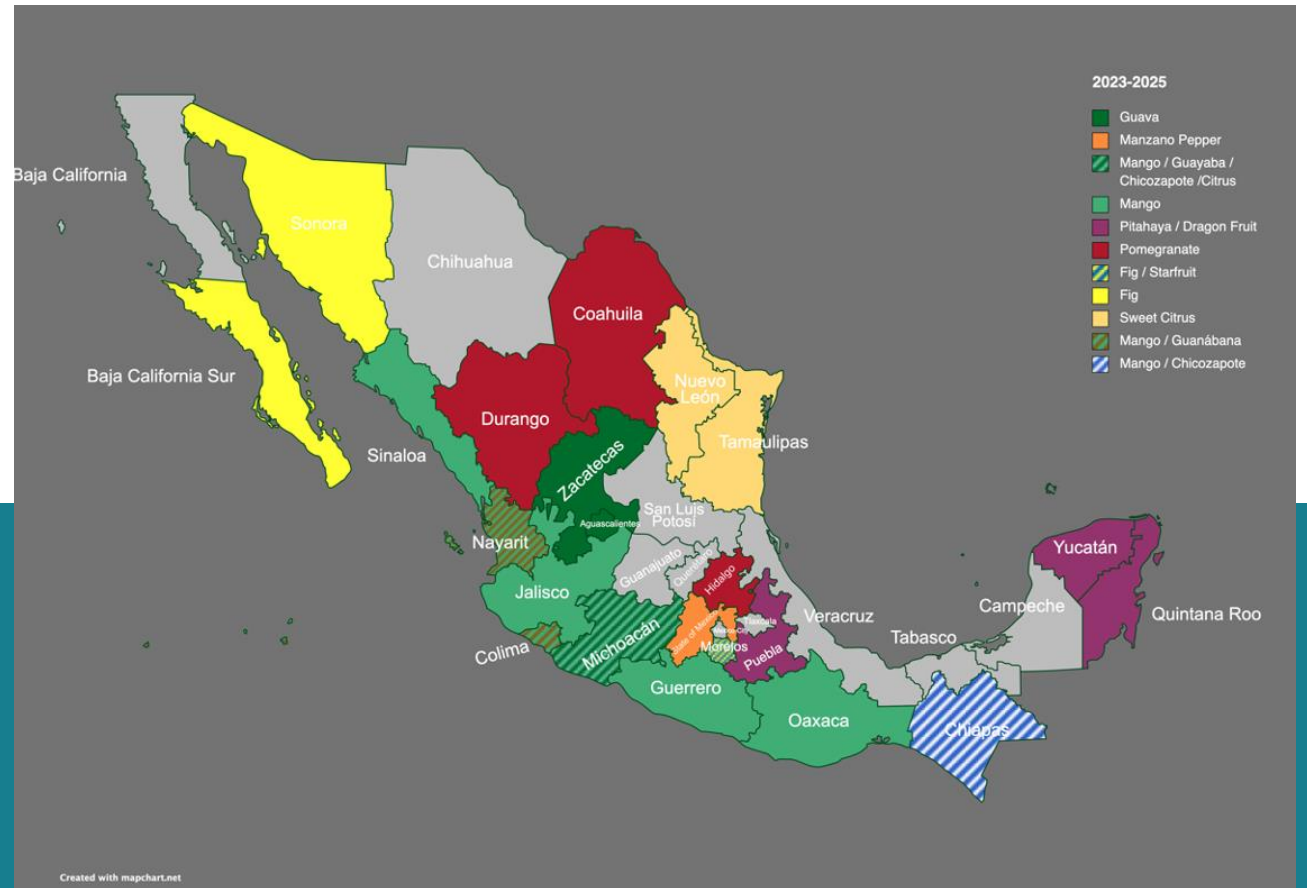 2023-2025
Guava
Manzano Pepper
Mango / Guayaba /
Chicozapote /Citrus
Mango
Pitahaya / Dragon Fruit
Pomegranate
Fig / Starfruit
Fig
Sweet Citrus
Mango / Guanábana
Mango / Chicozapote
Baja California
Sonora
Chihuahua
Coahuila
Baja California Sur
Nuevo
León
Durango
Tamaulipas
Sinaloa
Zacatecas
San Luis
Potosí
Aguascalientes
Nayarit
Guanajuato
Querétaro
Hidalgo
Yucatán
Jalisco
Campeche
Quintana Roo
Veracruz
Tlaxcala
State of Mexico
Mexico City
Tabasco
Colima
Michoacán
Morelos
Puebla
Guerrero
Oaxaca
Chiapas
Created with mapchart.net